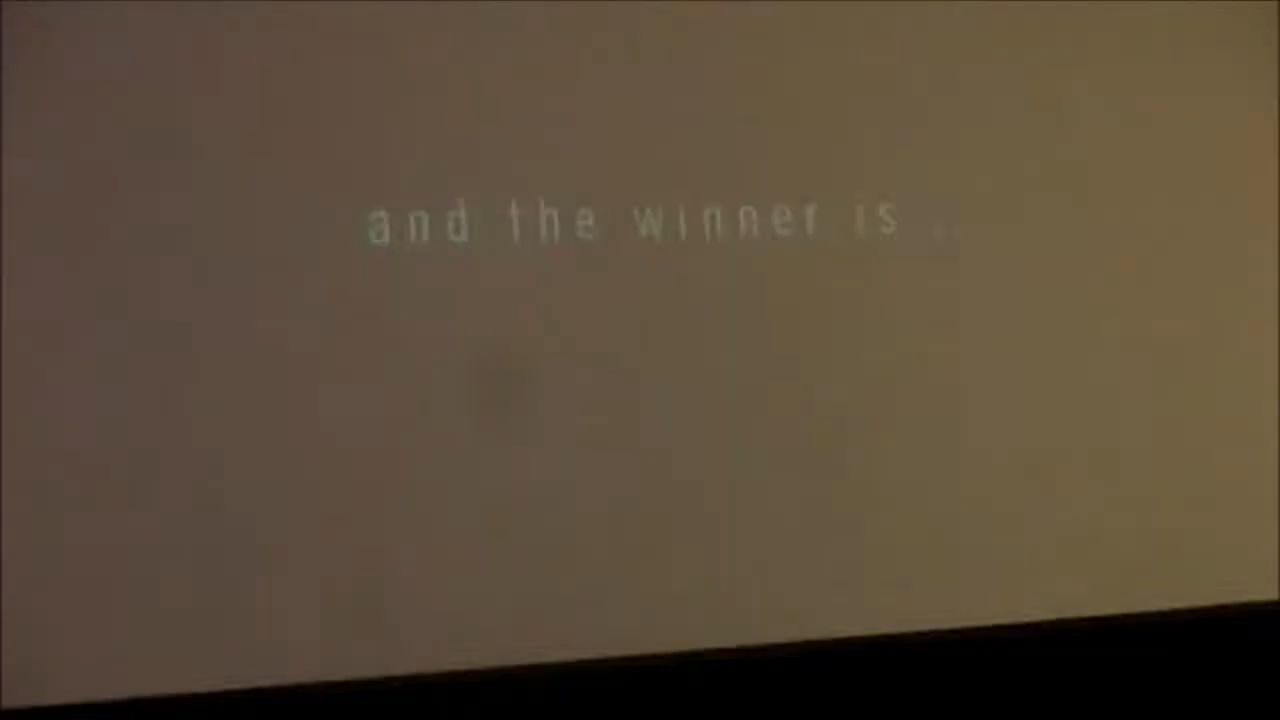 and the winner is ..